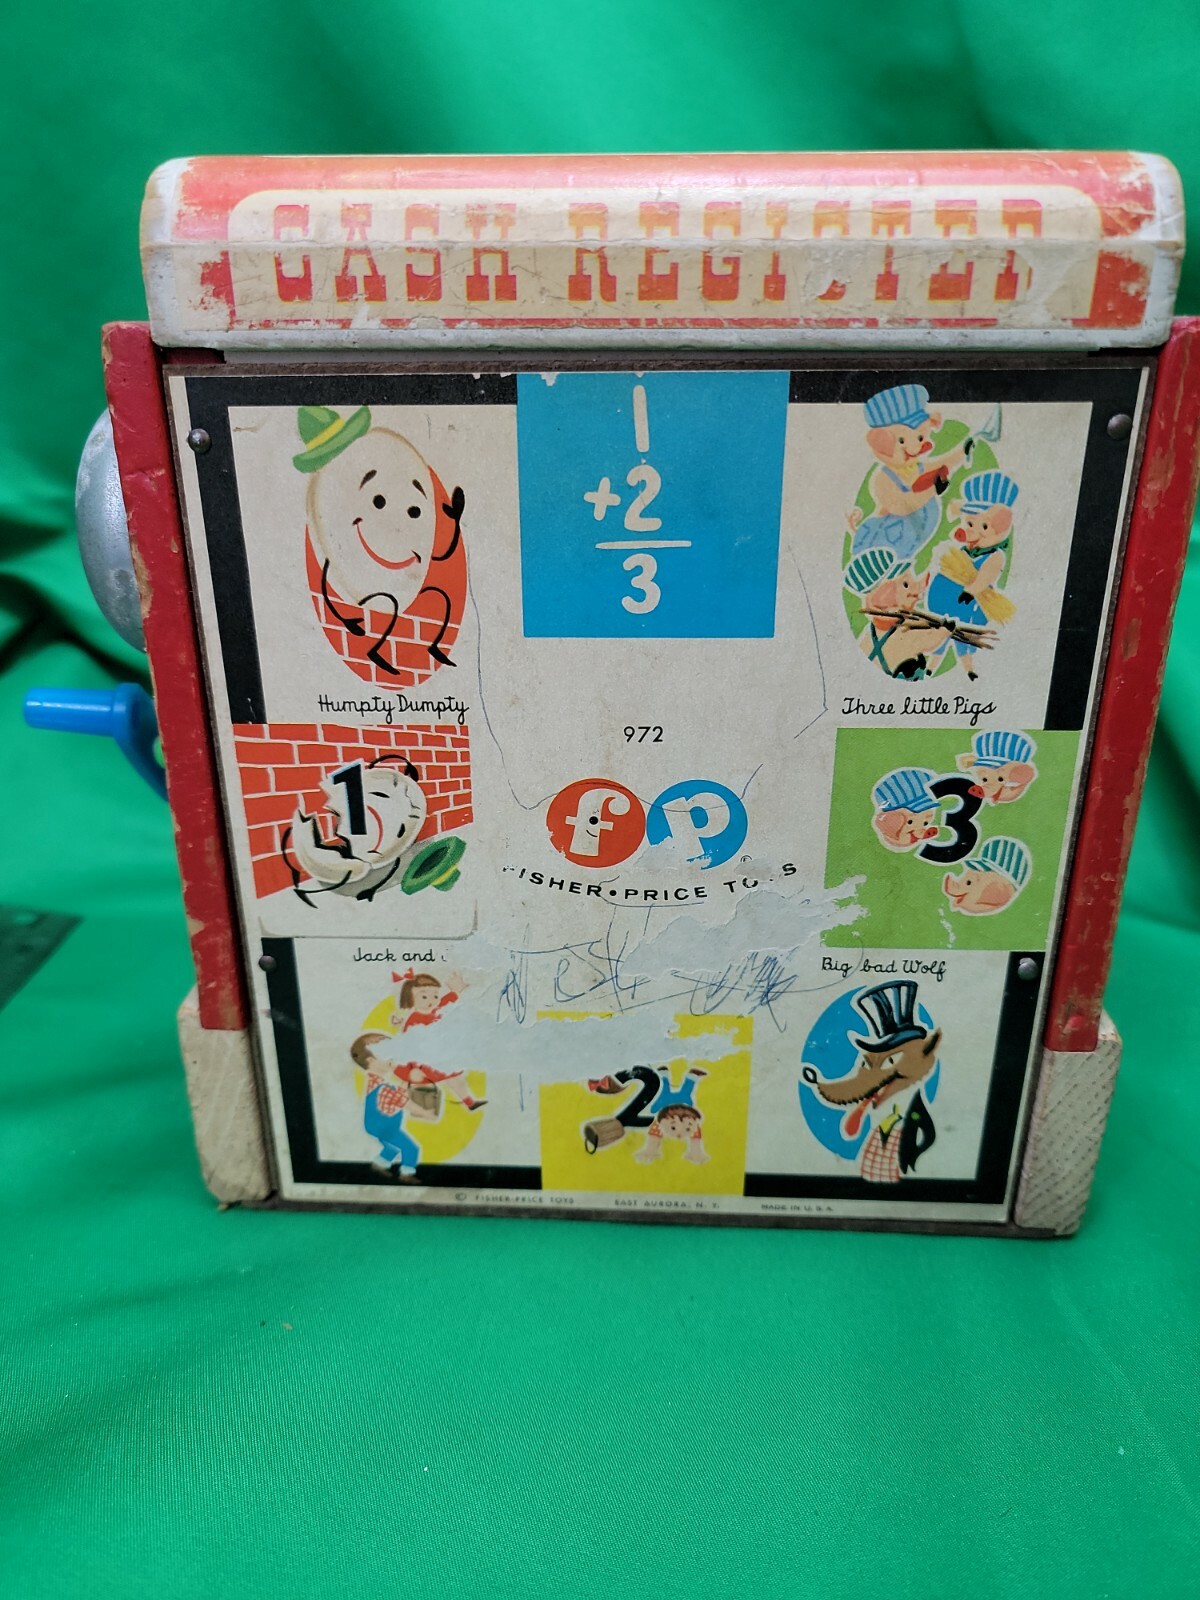 CASH REGISTER
1
+2
3
Humpty Dumpty
Three little Pigs
972
1
3
fp
FISHER•PRICE TOYS
Jack and
Big bad Wolf
2
© FISHER-PRICE TOYS EAST AURORA, N. Y. MADE IN U. S. A.